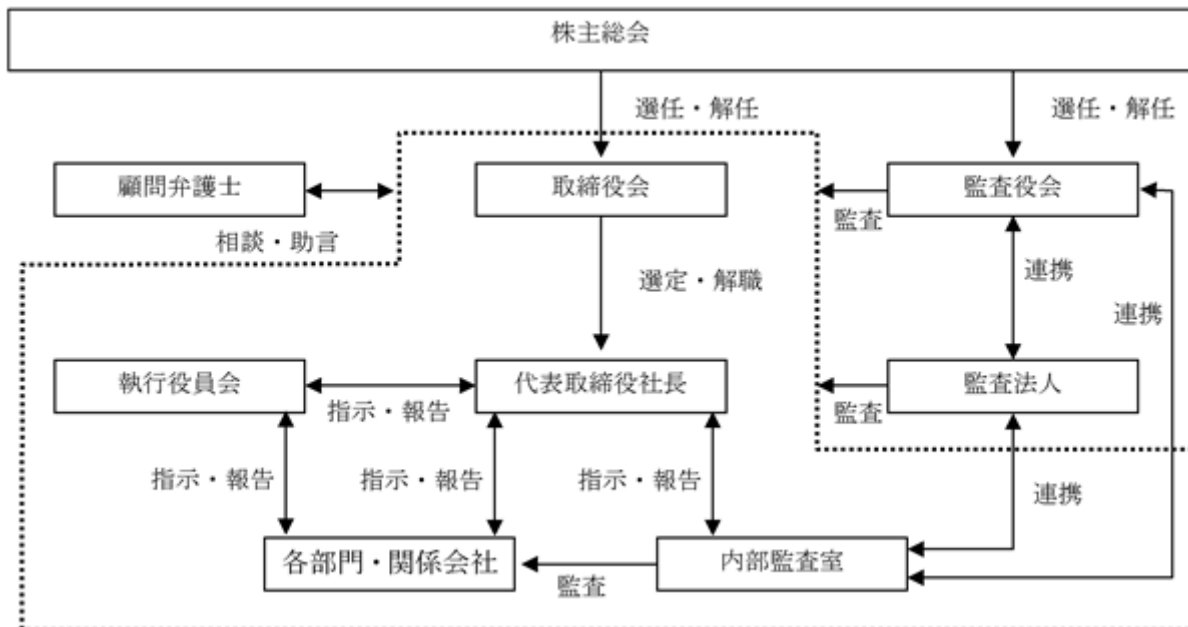 株主総会
選任・解任
選任・解任
顧問弁護士
取締役会
監査役会
相談・助言
監査
選定・解職
連携
連携
執行役員会
代表取締役社長
監査法人
指示・報告
監査
指示・報告
指示・報告
指示・報告
連携
各部門・関係会社
内部監査室
監査